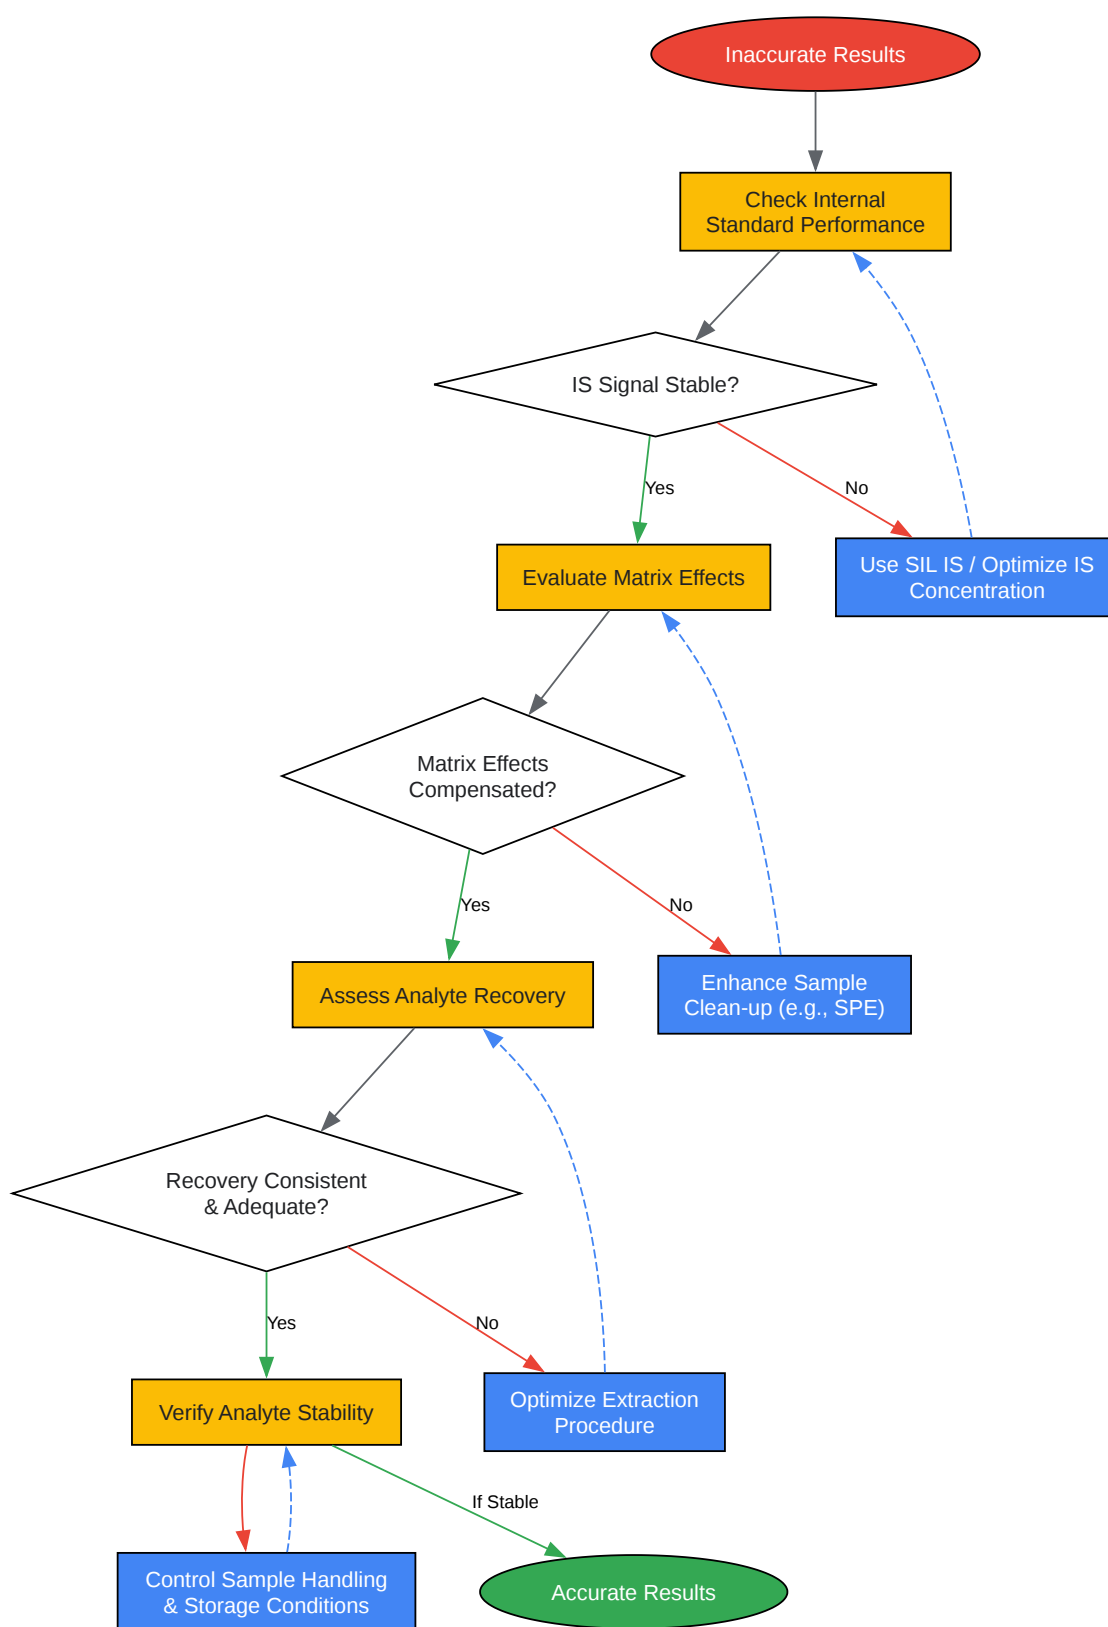 Inaccurate Results
Check Internal
Standard Performance
IS Signal Stable?
Yes
No
Use SIL IS / Optimize IS
Concentration
Evaluate Matrix Effects
Matrix Effects
Compensated?
Yes
No
Enhance Sample
Clean-up (e.g., SPE)
Assess Analyte Recovery
Recovery Consistent
& Adequate?
Yes
No
Optimize Extraction
Procedure
Verify Analyte Stability
If Stable
Control Sample Handling
& Storage Conditions
Accurate Results